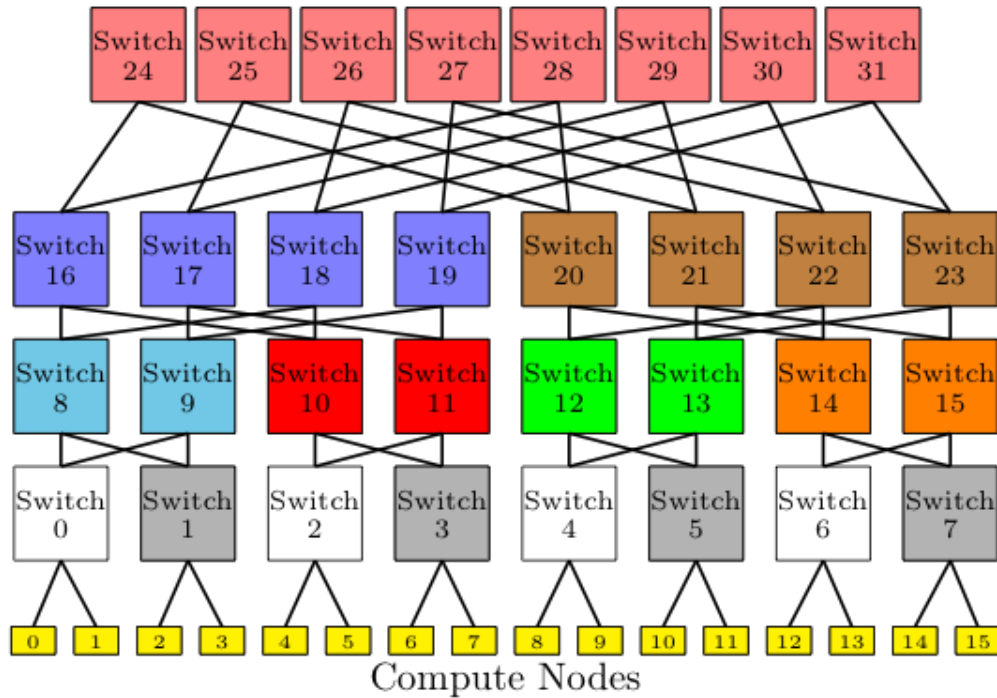 Switch 24 Switch 25 Switch 26 Switch 27 Switch 28 Switch 29 Switch 30 Switch 31
Switch 16 Switch 17 Switch 18 Switch 19 Switch 20 Switch 21 Switch 22 Switch 23
Switch 8 Switch 9 Switch 10 Switch 11 Switch 12 Switch 13 Switch 14 Switch 15
Switch 0 Switch 1 Switch 2 Switch 3 Switch 4 Switch 5 Switch 6 Switch 7
0 1 2 3 4 5 6 7 8 9 10 11 12 13 14 15
Compute Nodes